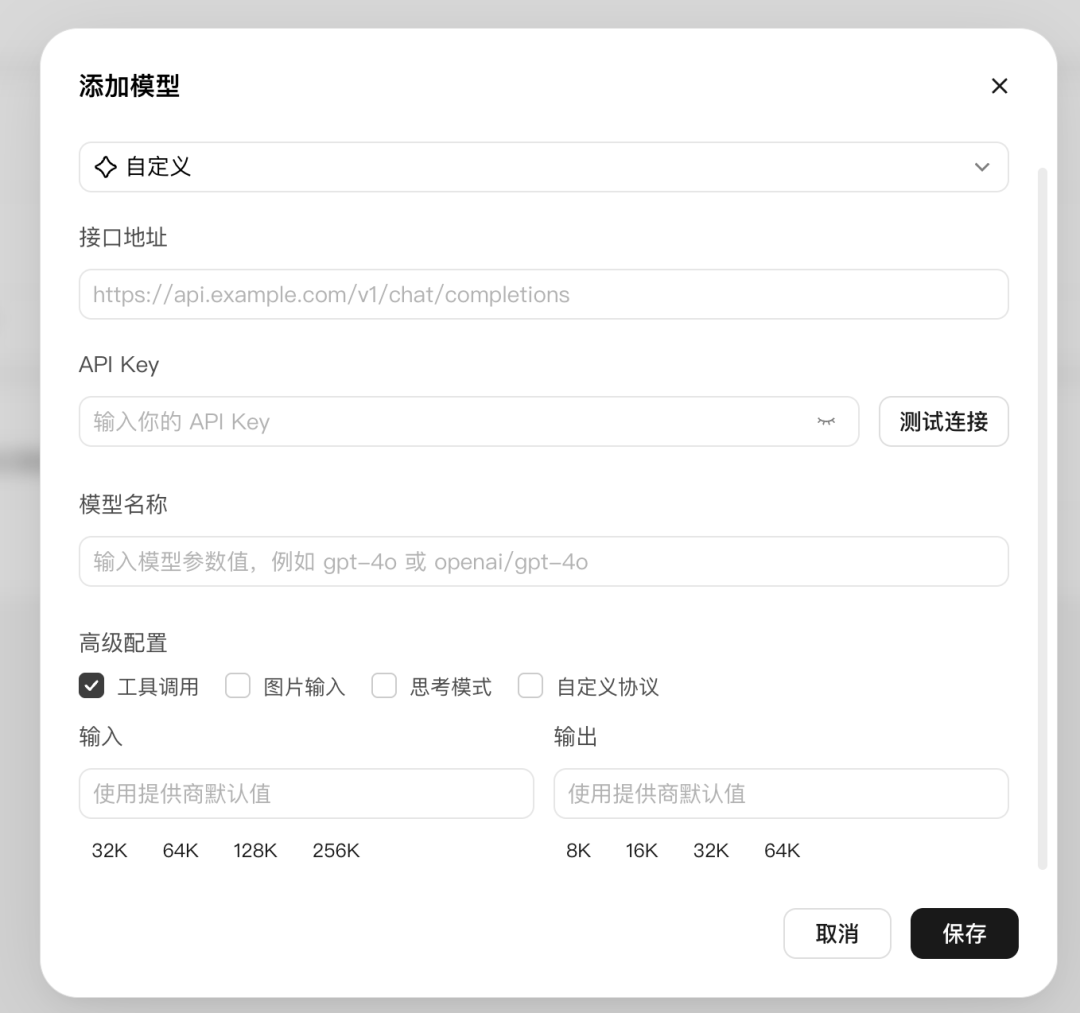 添加模型
自定义
接口地址
https://api.example.com/v1/chat/completions
API Key
输入你的 API Key
测试连接
模型名称
输入模型参数值，例如 gpt-4o 或 openai/gpt-4o
高级配置
工具调用 图片输入 思考模式 自定义协议
输入 输出
使用提供商默认值 使用提供商默认值
32K 64K 128K 256K 8K 16K 32K 64K
取消 保存